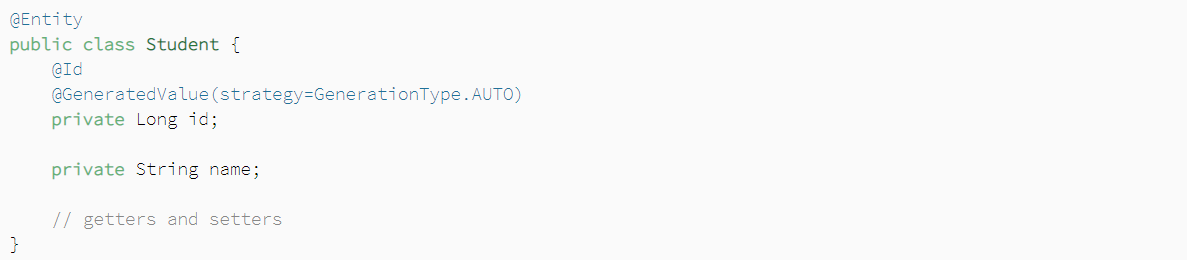 @Entity
public class Student {
    @Id
    @GeneratedValue(strategy=GenerationType.AUTO)
    private Long id;

    private String name;

    // getters and setters
}